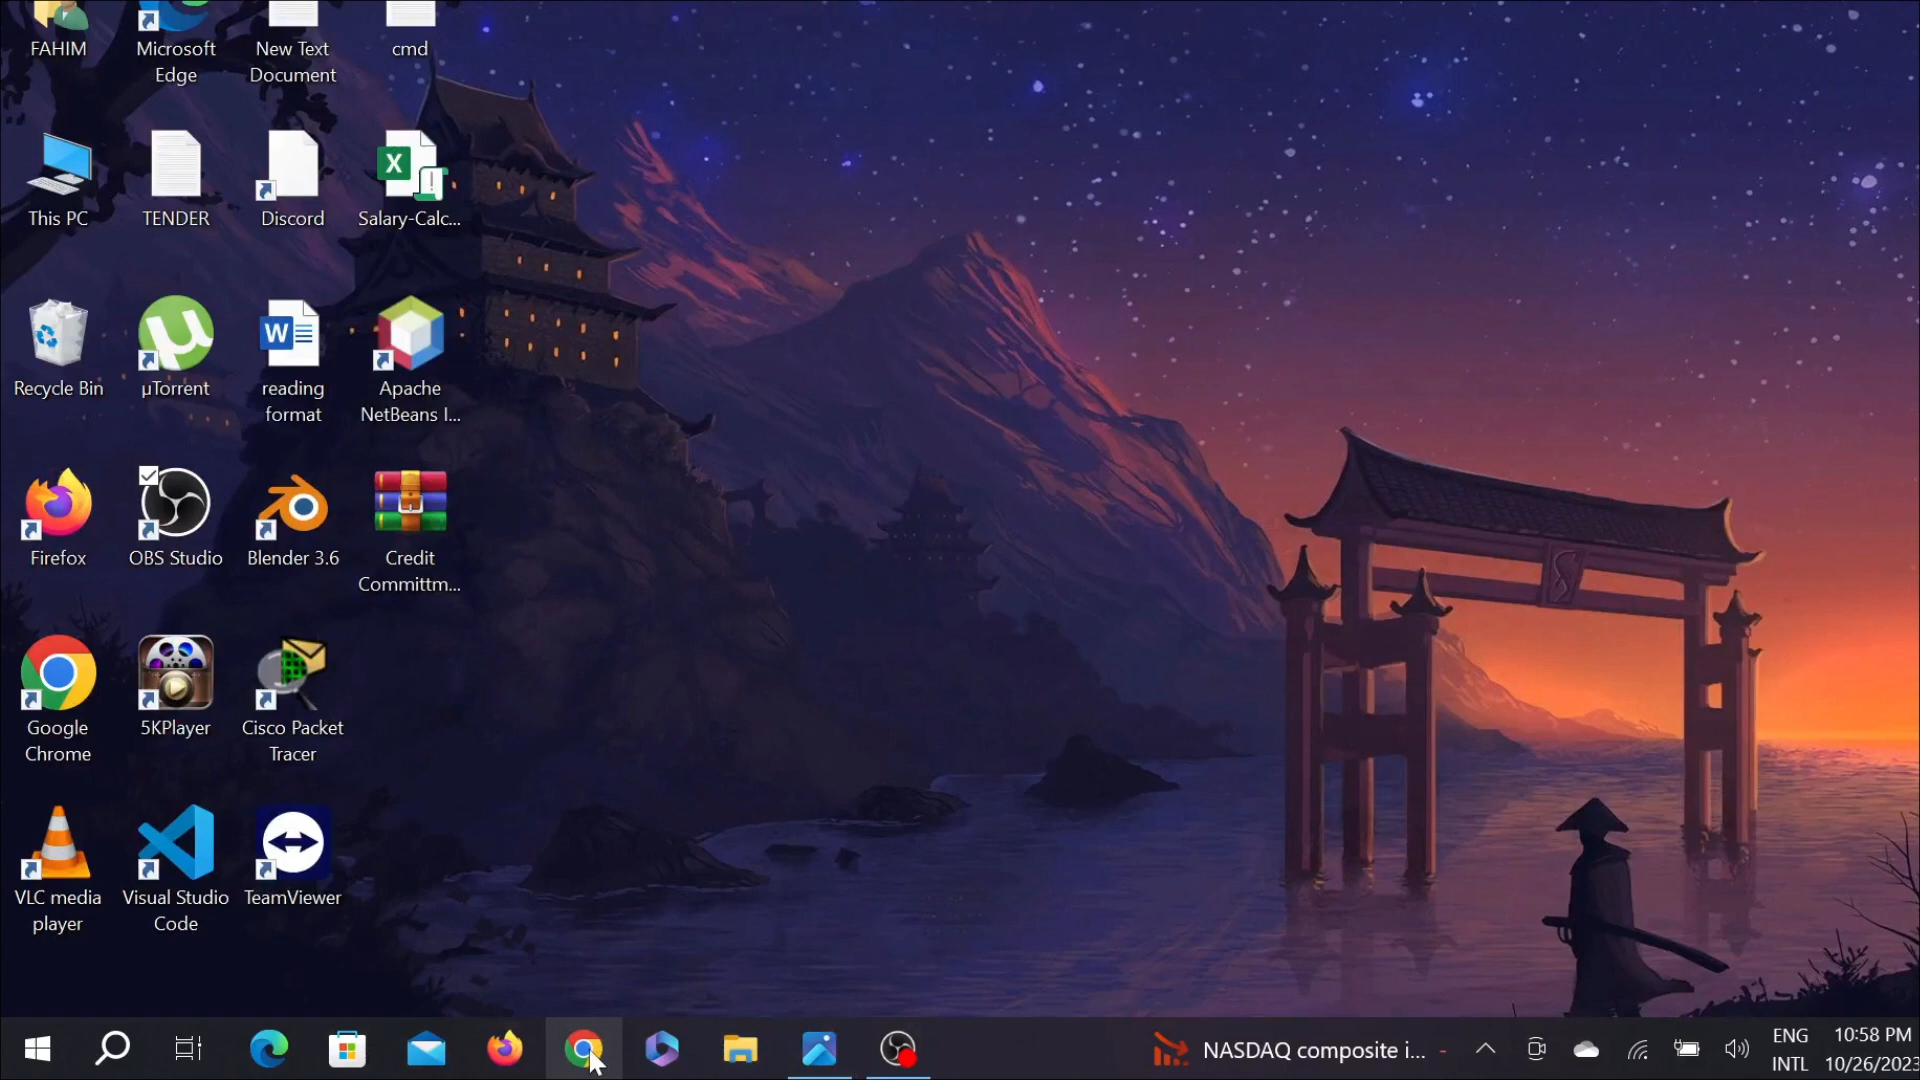 FAHIM
Microsoft
Edge
New Text
Document
cmd
This PC
TENDER
Discord
Salary-Calc...
Recycle Bin
µTorrent
reading
format
Apache
NetBeans I...
Firefox
OBS Studio
Blender 3.6
Credit
Committm...
Google
Chrome
5KPlayer
Cisco Packet
Tracer
VLC media
player
Visual Studio
Code
TeamViewer
NASDAQ composite i...
ENG
INTL
10:58 PM
10/26/2023